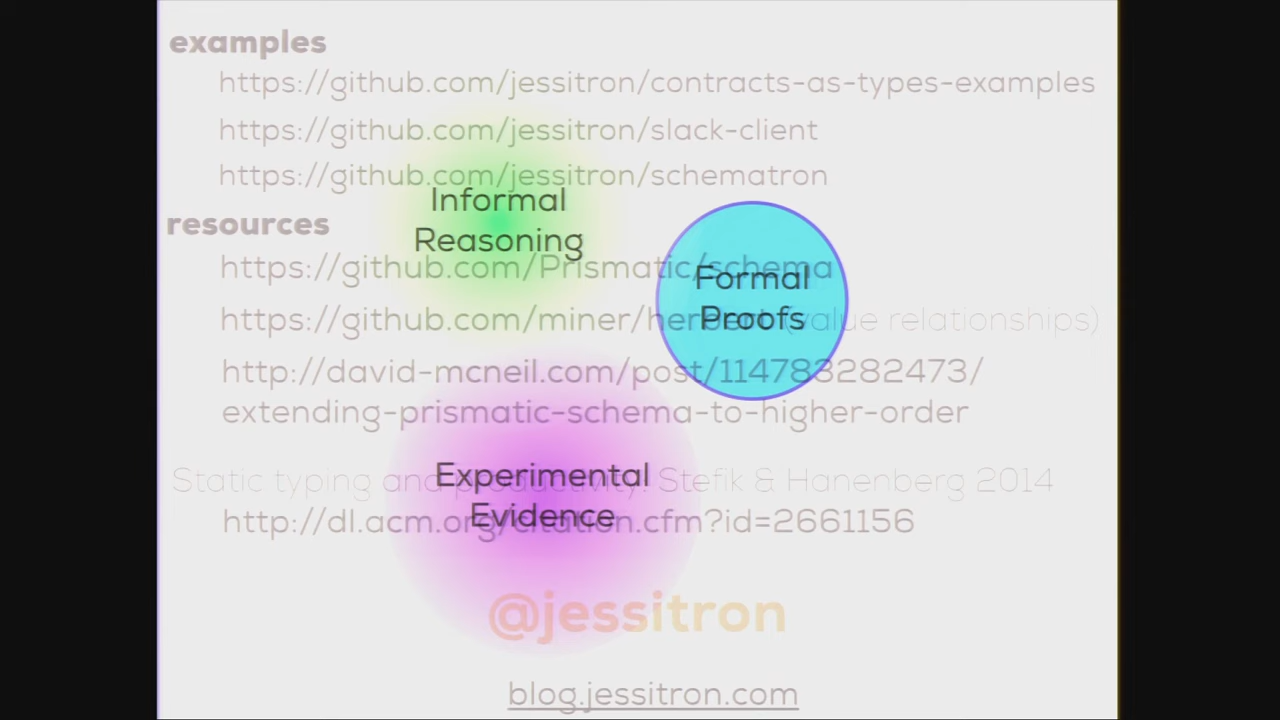 examples
https://github.com/jessitron/contracts-as-types-examples
https://github.com/jessitron/slack-client
https://github.com/jessitron/schematron
Informal
Reasoning
resources
https://github.com/Prismatic/schema
Formal
Proofs
https://github.com/miner/herbert (value relationships)
http://david-mcneil.com/post/114783282473/
extending-prismatic-schema-to-higher-order
Experimental
Evidence
Static typing and productivity: Stefik & Hanenberg 2014
http://dl.acm.org/citation.cfm?id=2661156
@jessitron
blog.jessitron.com